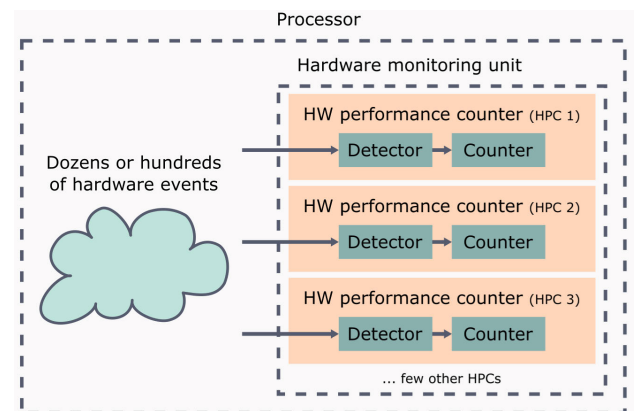 Processor
Hardware monitoring unit
Dozens or hundreds
of hardware events
HW performance counter (HPC 1)
Detector
Counter
HW performance counter (HPC 2)
Detector
Counter
HW performance counter (HPC 3)
Detector
Counter
... few other HPCs